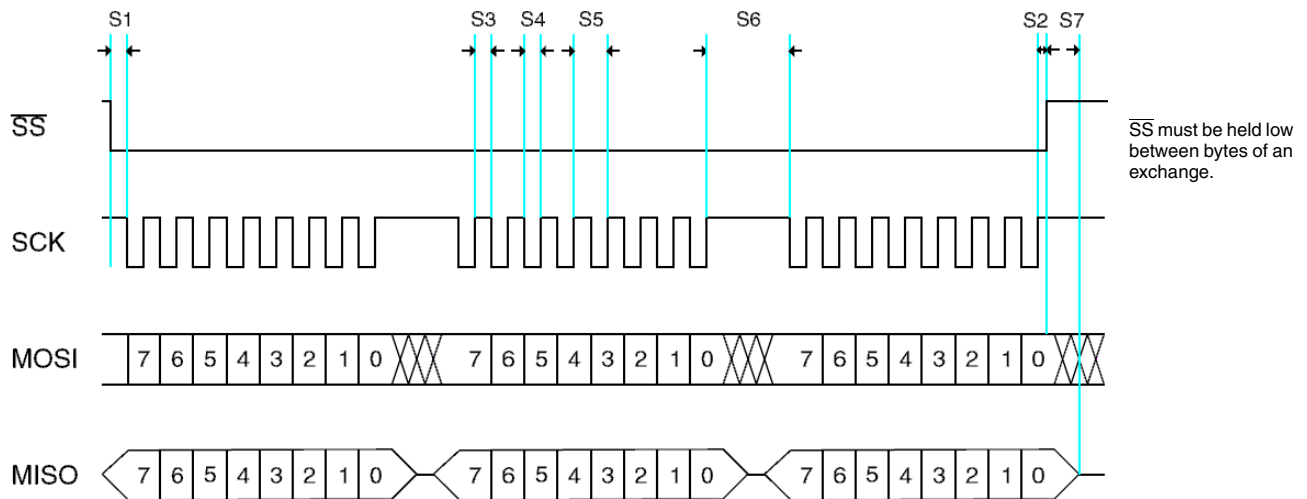 S1 S3 S4 S5 S6 S2 S7
SS
SS must be held low
between bytes of an
exchange.
SCK
MOSI 7 6 5 4 3 2 1 0 7 6 5 4 3 2 1 0 7 6 5 4 3 2 1 0
MISO 7 6 5 4 3 2 1 0 7 6 5 4 3 2 1 0 7 6 5 4 3 2 1 0